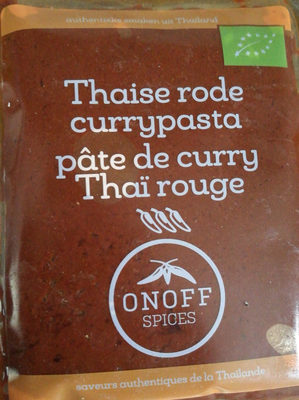 authentieke smaken uit Thailand
Thaise rode
currypasta
pâte de curry
Thaï rouge
ONOFF
SPICES
saveurs authentiques de la Thaïlande